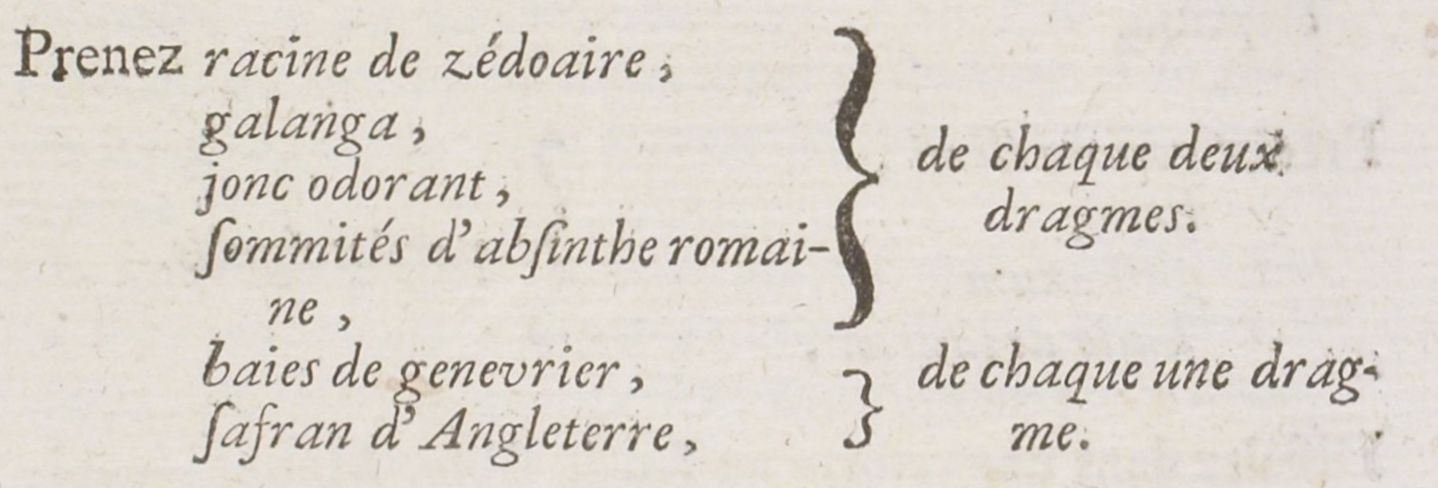 Prenez racine de zédoaire,
galanga,
jonc odorant,
ſommités d'abſinthe romai-
ne,
de chaque deux
dragmes.
baies de genevrier,
ſafran d'Angleterre,
de chaque une drag-
me.